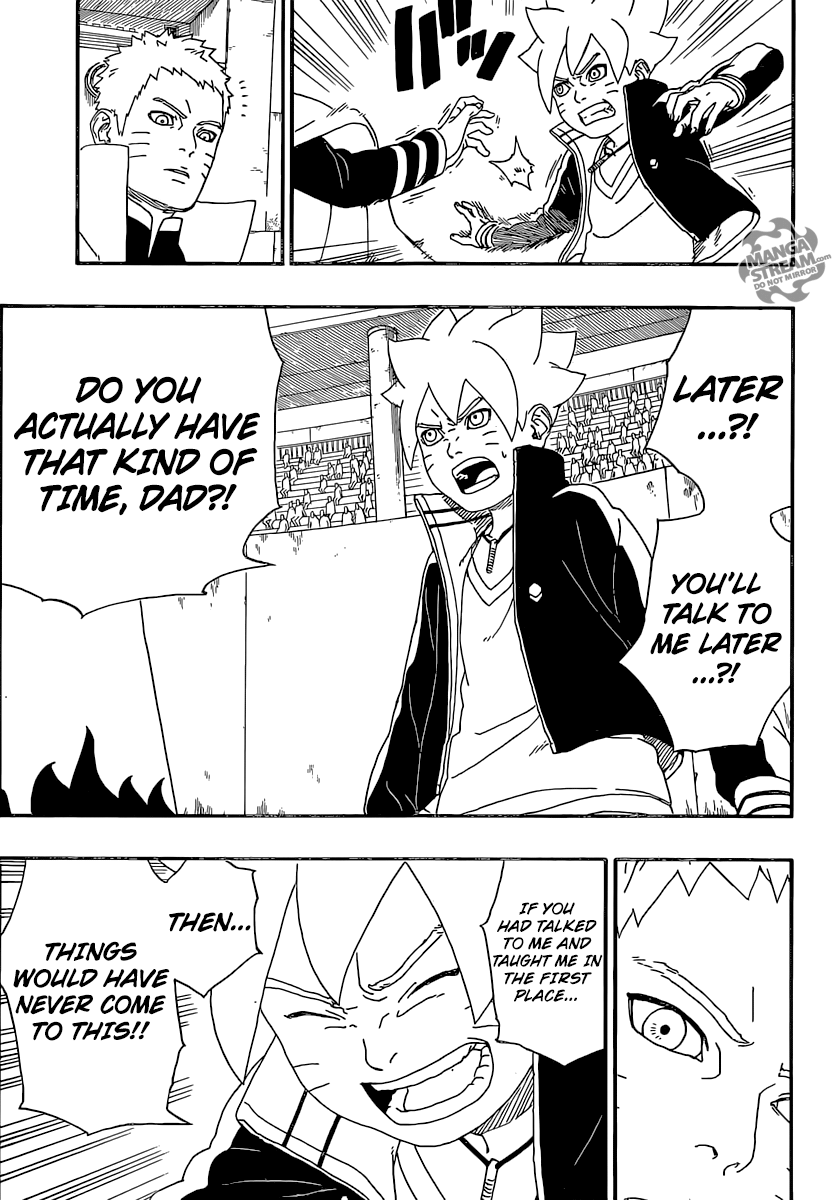 MANGA
STREAM.com
DO NOT MIRROR
LATER
...?!
YOU'LL
TALK TO
ME LATER
...?!
DO YOU
ACTUALLY HAVE
THAT KIND OF
TIME, DAD?!
IF YOU
HAD TALKED
TO ME AND
TAUGHT ME IN
THE FIRST
PLACE...
THEN...
THINGS
WOULD HAVE
NEVER COME
TO THIS!!